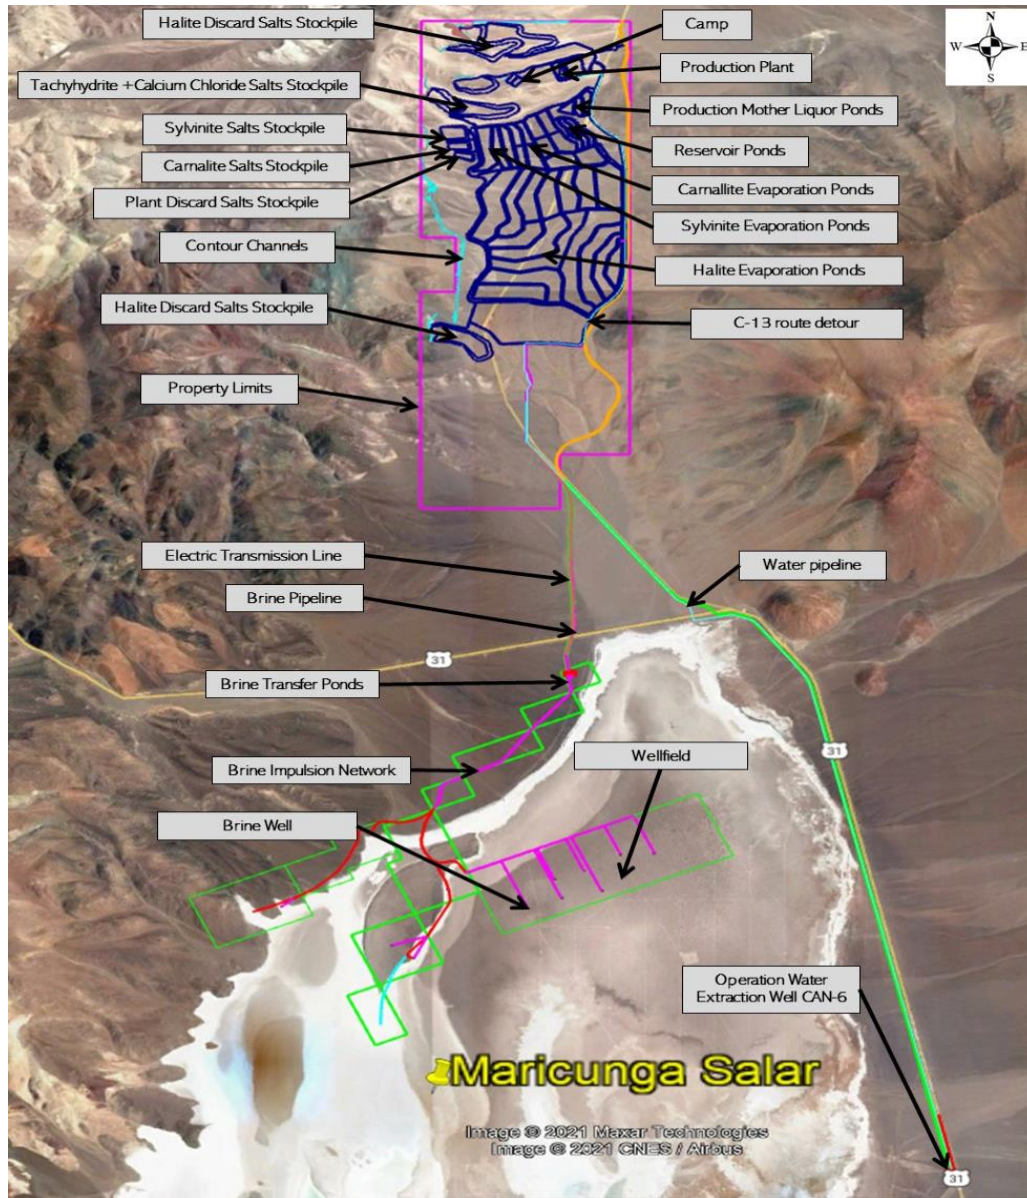 Halite Discard Salts Stockpile
Camp
N
W E
S
Production Plant
Tachyhydrite +Calcium Chloride Salts Stockpile
Production Mother Liquor Ponds
Sylvinite Salts Stockpile
Reservoir Ponds
Carnalite Salts Stockpile
Carnallite Evaporation Ponds
Plant Discard Salts Stockpile
Sylvinite Evaporation Ponds
Contour Channels
Halite Evaporation Ponds
Halite Discard Salts Stockpile
C-13 route detour
Property Limits
Electric Transmission Line
Water pipeline
Brine Pipeline
31
Brine Transfer Ponds
31
Wellfield
Brine Impulsion Network
Brine Well
Operation Water
Extraction Well CAN-6
Maricunga Salar
Image © 2021 Maxar Technologies
Image © 2021 CNES / Airbus
31